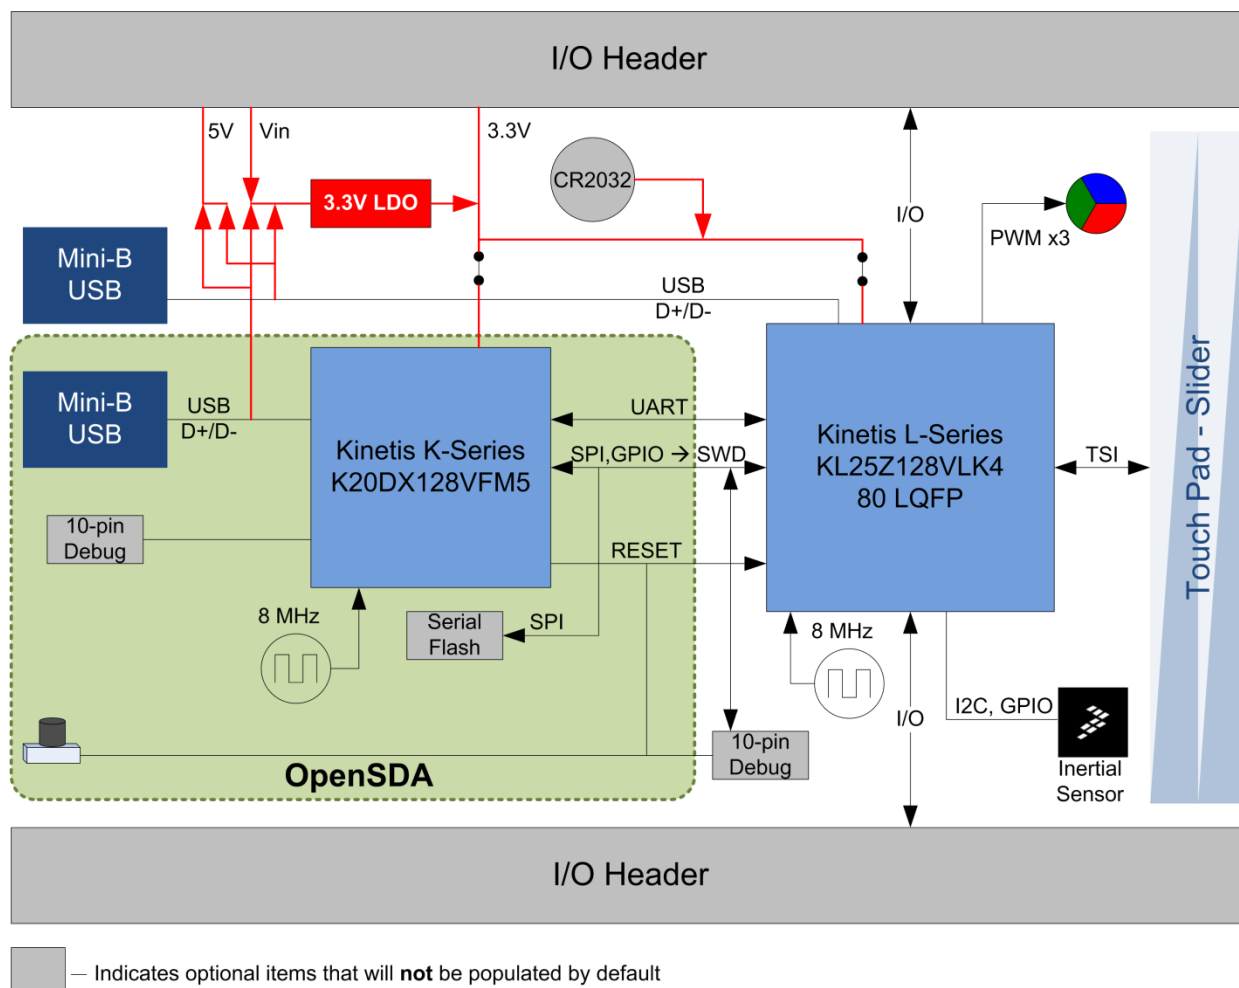 I/O Header
5V
Vin
3.3V
CR2032
3.3V LDO
I/O
PWM x3
Mini-B
USB
USB
D+/D-
Mini-B
USB
USB
D+/D-
Kinetis K-Series
K20DX128VFM5
UART
SPI,GPIO → SWD
RESET
Kinetis L-Series
KL25Z128VLK4
80 LQFP
TSI
Touch Pad - Slider
10-pin
Debug
8 MHz
Serial
Flash
SPI
8 MHz
I/O
I2C, GPIO
Inertial
Sensor
10-pin
Debug
OpenSDA
I/O Header
— Indicates optional items that will not be populated by default